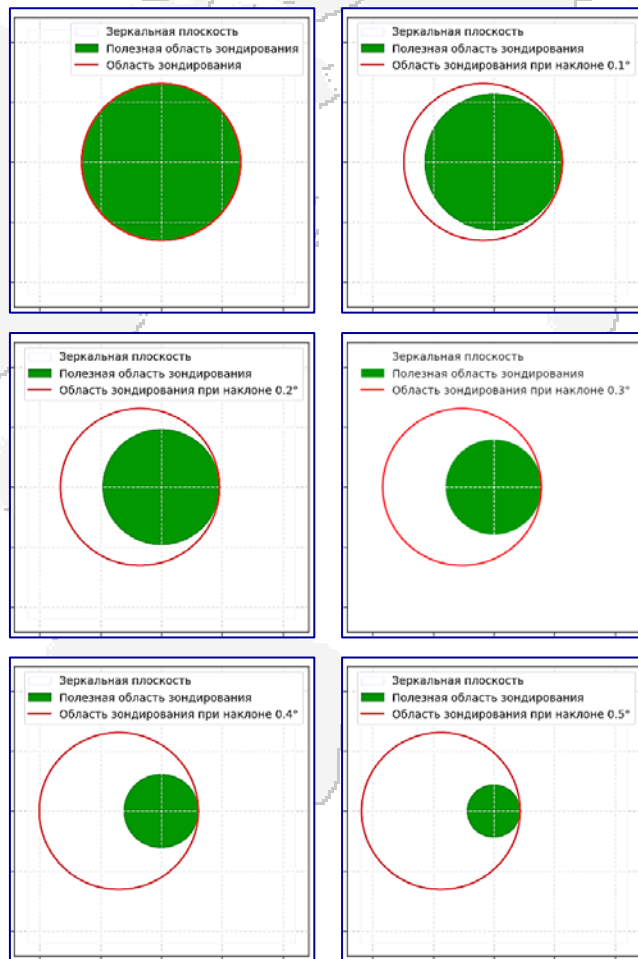 Зеркальная плоскость
Полезная область зондирования
Область зондирования
Зеркальная плоскость
Полезная область зондирования
Область зондирования при наклоне 0.1°
Зеркальная плоскость
Полезная область зондирования
Область зондирования при наклоне 0.2°
Зеркальная плоскость
Полезная область зондирования
Область зондирования при наклоне 0.3°
Зеркальная плоскость
Полезная область зондирования
Область зондирования при наклоне 0.4°
Зеркальная плоскость
Полезная область зондирования
Область зондирования при наклоне 0.5°